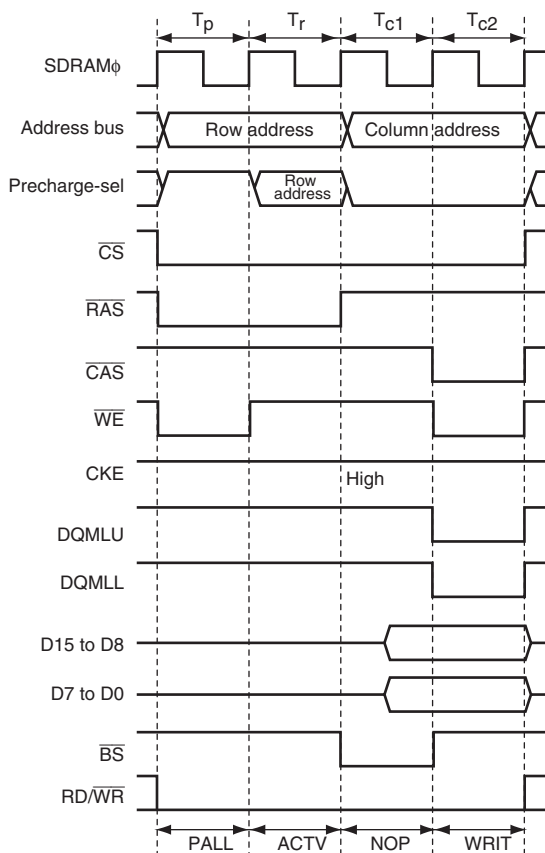 Tp Tr Tc1 Tc2
SDRAMϕ
Address bus Row address Column address
Precharge-sel Row address
CS
RAS
CAS
WE
CKE High
DQMLU
DQMLL
D15 to D8
D7 to D0
BS
RD/WR
PALL ACTV NOP WRIT